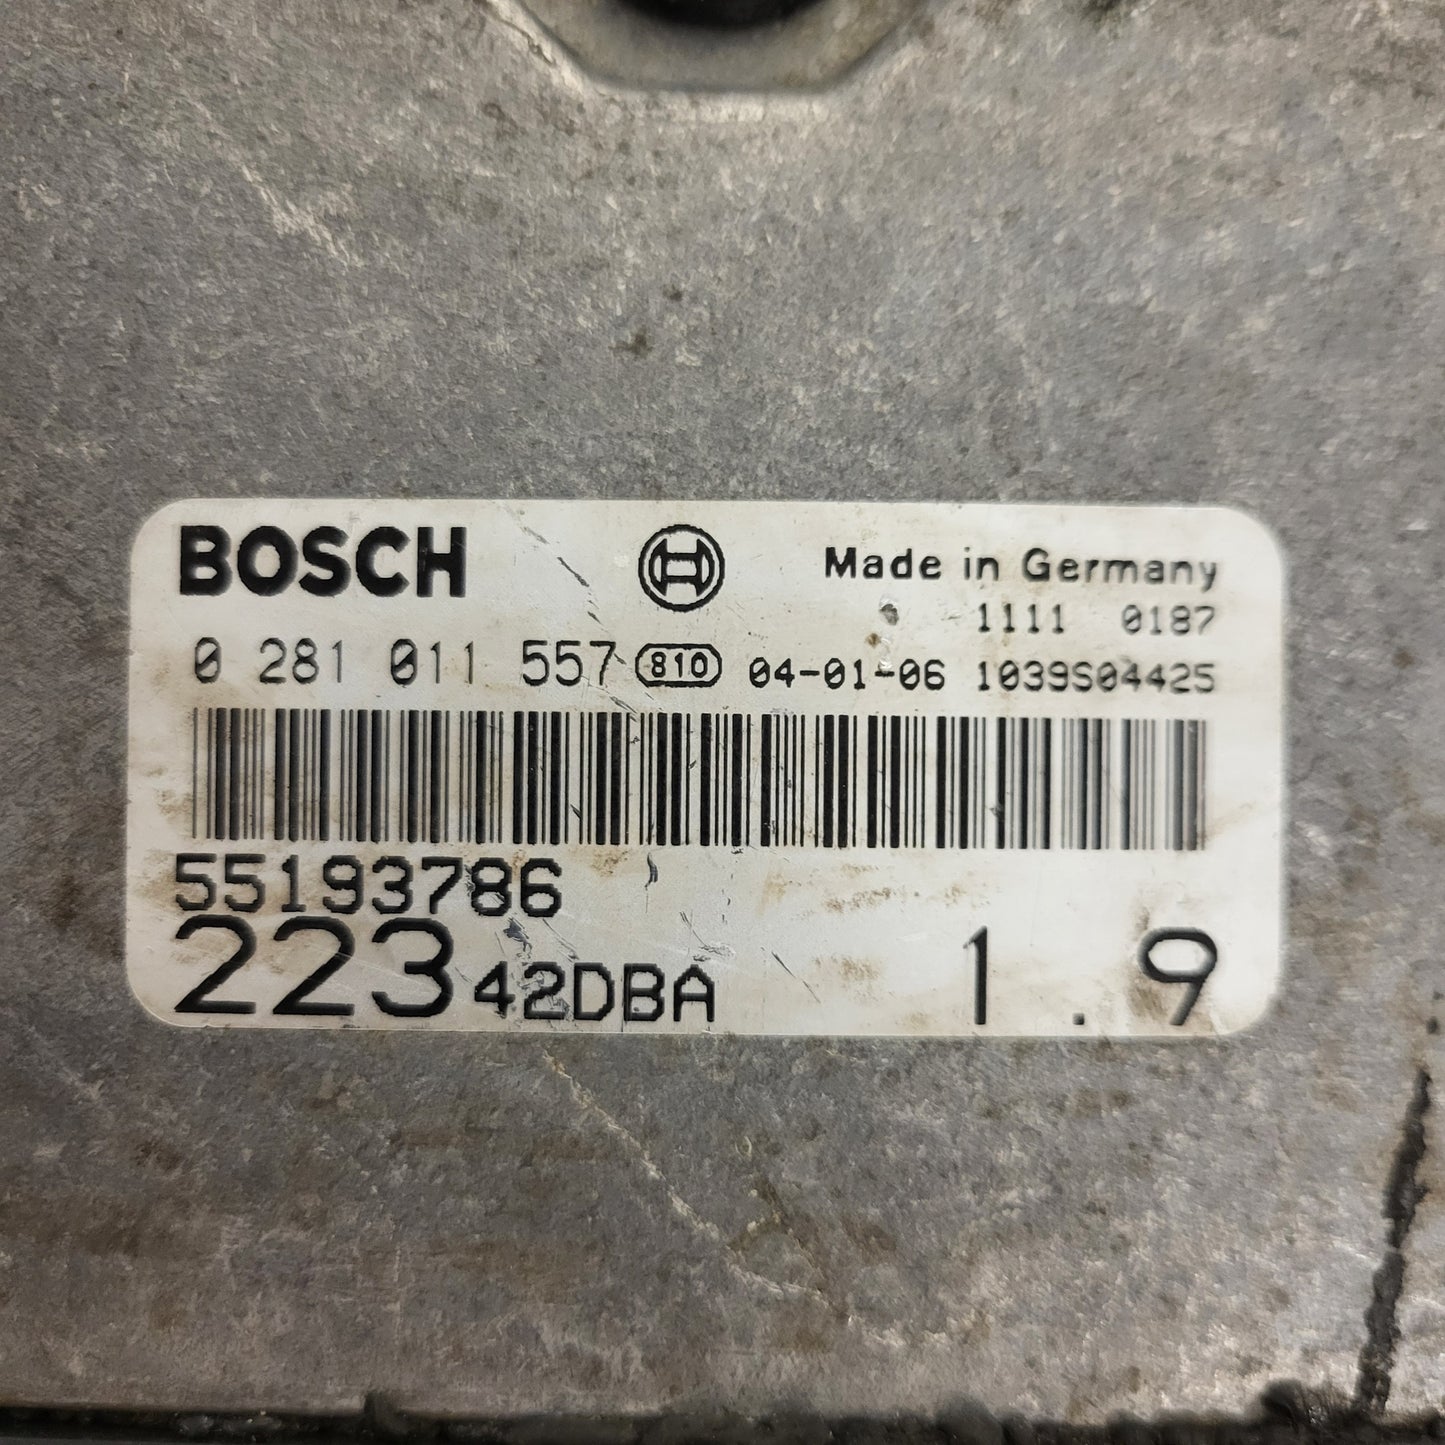 BOSCH Made in Germany
1111 0187
0 281 011 557 810 04-01-06 1039S04425
55193786
223 42DBA 1.9